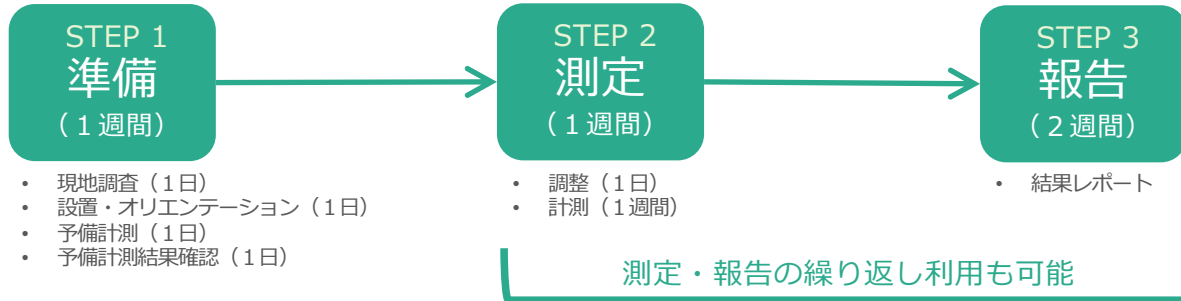 STEP 1
準備
（１週間）
• 現地調査（１日）
• 設置・オリエンテーション（１日）
• 予備計測（１日）
• 予備計測結果確認（１日）
STEP 2
測定
（１週間）
• 調整（１日）
• 計測（１週間）
STEP 3
報告
（２週間）
• 結果レポート
測定・報告の繰り返し利用も可能